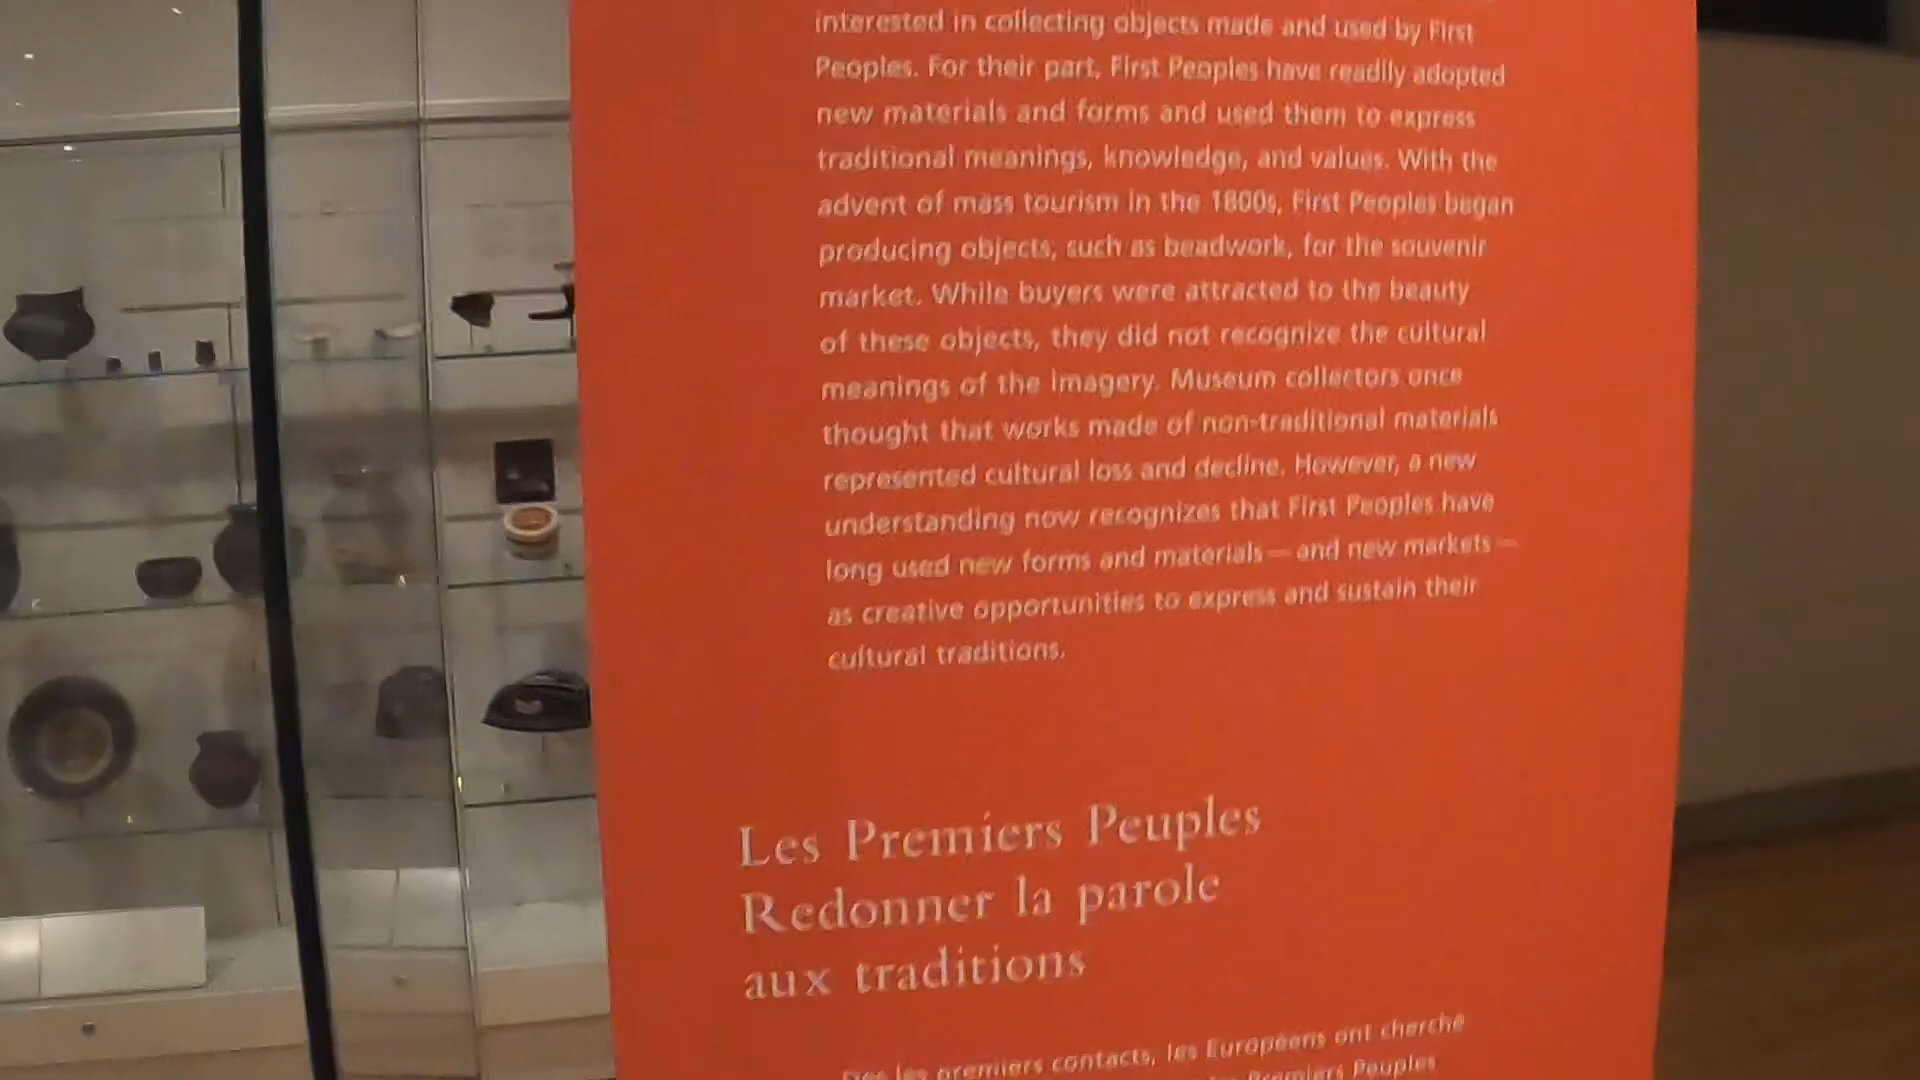 interested in collecting objects made and used by First
Peoples. For their part, First Peoples have readily adopted
new materials and forms and used them to express
traditional meanings, knowledge, and values. With the
advent of mass tourism in the 1800s, First Peoples began
producing objects, such as beadwork, for the souvenir
market. While buyers were attracted to the beauty
of these objects, they did not recognize the cultural
meanings of the imagery. Museum collectors once
thought that works made of non-traditional materials
represented cultural loss and decline. However, a new
understanding now recognizes that First Peoples have
long used new forms and materials — and new markets —
as creative opportunities to express and sustain their
cultural traditions.
Les Premiers Peuples
Redonner la parole
aux traditions
Dès les premiers contacts, les Européens ont cherché
les Premiers Peuples